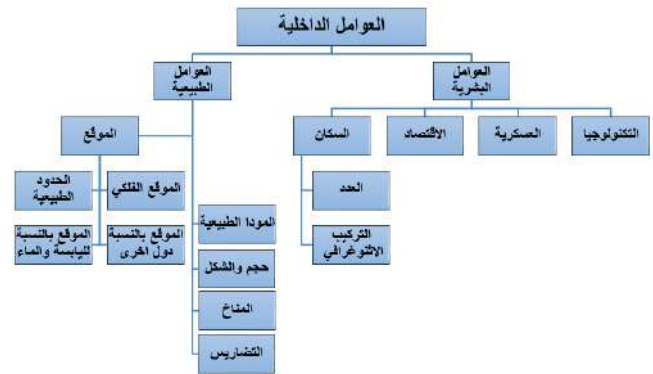 العوامل الداخلية
العوامل
البشرية
العوامل
الطبيعية
التكنولوجيا
العسكرية
الاقتصاد
السكان
الموقع
العدد
التركيب
الاثنوغرافي
الموقع الفلكي
الحدود
الطبيعية
الموقع بالنسبة
دول اخرى
الموقع بالنسبة
لليابسة والماء
المودا الطبيعية
حجم والشكل
المناخ
التضاريس